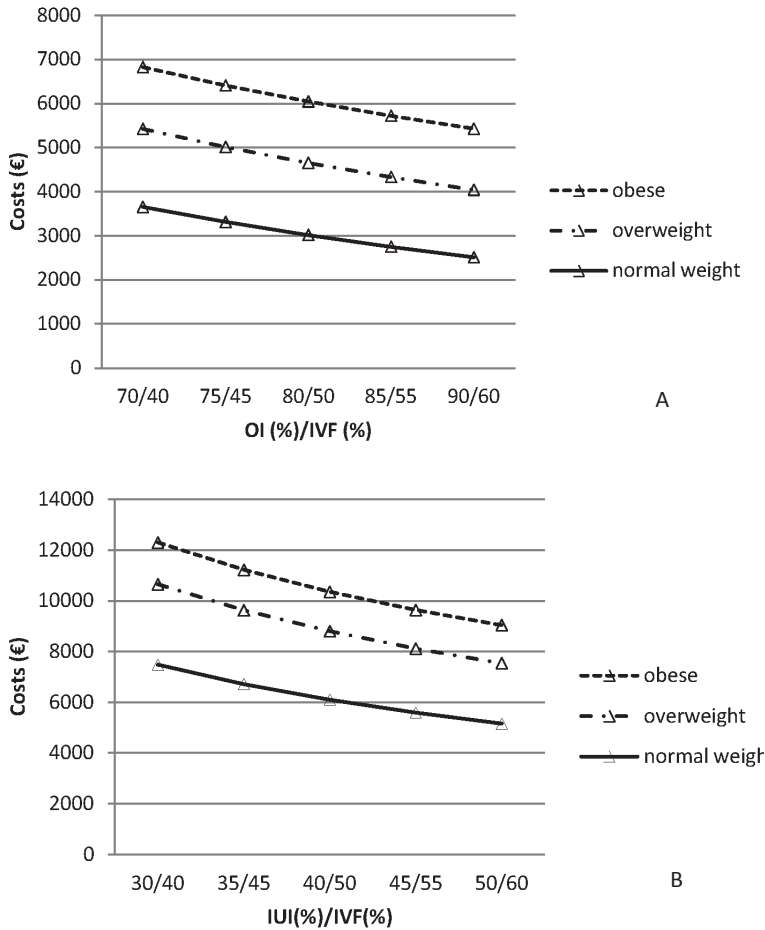 8000
7000
6000
5000
4000
3000
2000
1000
0
Costs (€)
70/40 75/45 80/50 85/55 90/60
OI (%)/IVF (%)
obese
overweight
normal weight
A
14000
12000
10000
8000
6000
4000
2000
0
Costs (€)
30/40 35/45 40/50 45/55 50/60
IUI(%)/IVF(%)
obese
overweight
normal weigh
B